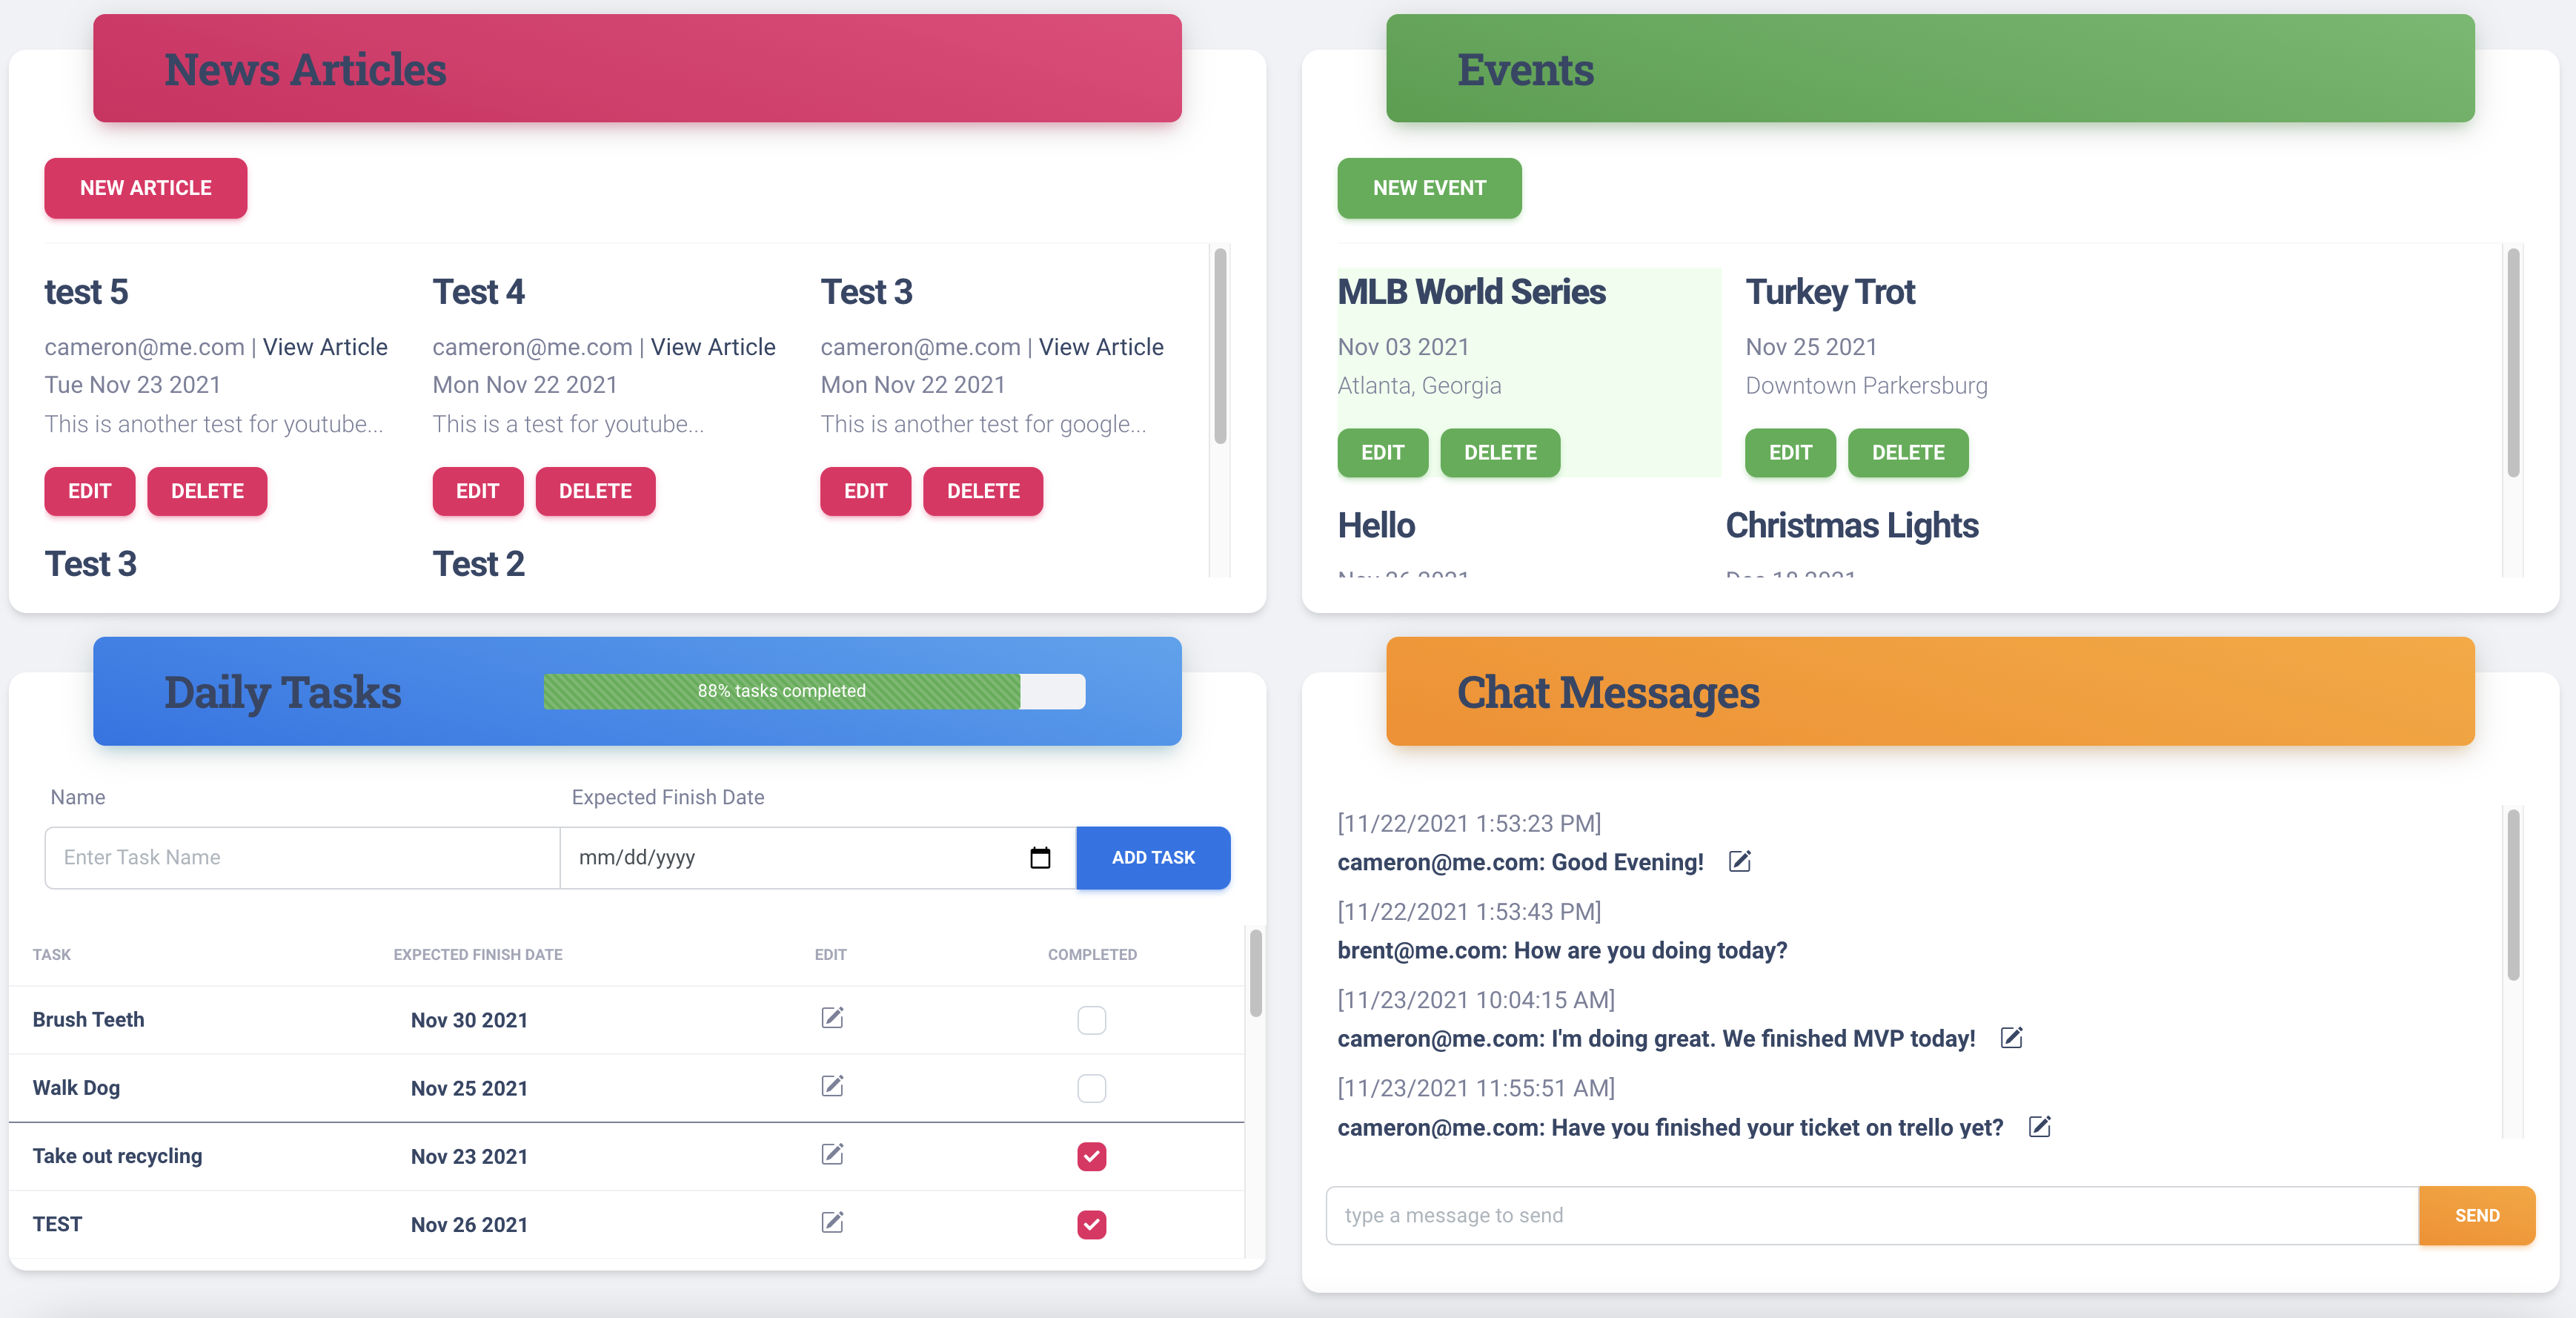 News Articles
NEW ARTICLE
test 5
cameron@me.com | View Article
Tue Nov 23 2021
This is another test for youtube...
EDIT DELETE
Test 4
cameron@me.com | View Article
Mon Nov 22 2021
This is a test for youtube...
EDIT DELETE
Test 3
cameron@me.com | View Article
Mon Nov 22 2021
This is another test for google...
EDIT DELETE
Test 3
Test 2
Events
NEW EVENT
MLB World Series
Nov 03 2021
Atlanta, Georgia
EDIT DELETE
Turkey Trot
Nov 25 2021
Downtown Parkersburg
EDIT DELETE
Hello
Nov 26 2021
Christmas Lights
Dec 18 2021
Daily Tasks
88% tasks completed
Name Expected Finish Date
Enter Task Name mm/dd/yyyy ADD TASK
TASK EXPECTED FINISH DATE EDIT COMPLETED
Brush Teeth Nov 30 2021
Walk Dog Nov 25 2021
Take out recycling Nov 23 2021
TEST Nov 26 2021
Chat Messages
[11/22/2021 1:53:23 PM]
cameron@me.com: Good Evening!
[11/22/2021 1:53:43 PM]
brent@me.com: How are you doing today?
[11/23/2021 10:04:15 AM]
cameron@me.com: I'm doing great. We finished MVP today!
[11/23/2021 11:55:51 AM]
cameron@me.com: Have you finished your ticket on trello yet?
type a message to send SEND